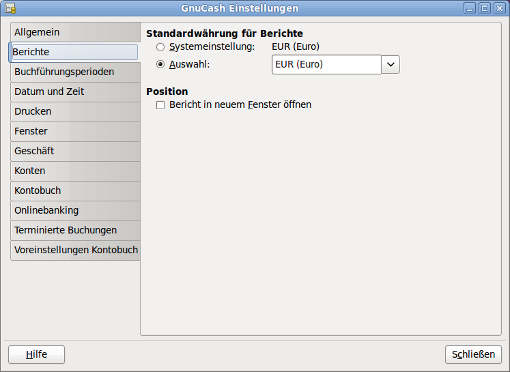 GnuCash Einstellungen
Allgemein
Berichte
Buchführungsperioden
Datum und Zeit
Drucken
Fenster
Geschäft
Konten
Kontobuch
Onlinebanking
Terminierte Buchungen
Voreinstellungen Kontobuch
Standardwährung für Berichte
Systemeinstellung: EUR (Euro)
Auswahl: EUR (Euro)
Position
Bericht in neuem Fenster öffnen
Hilfe
Schließen